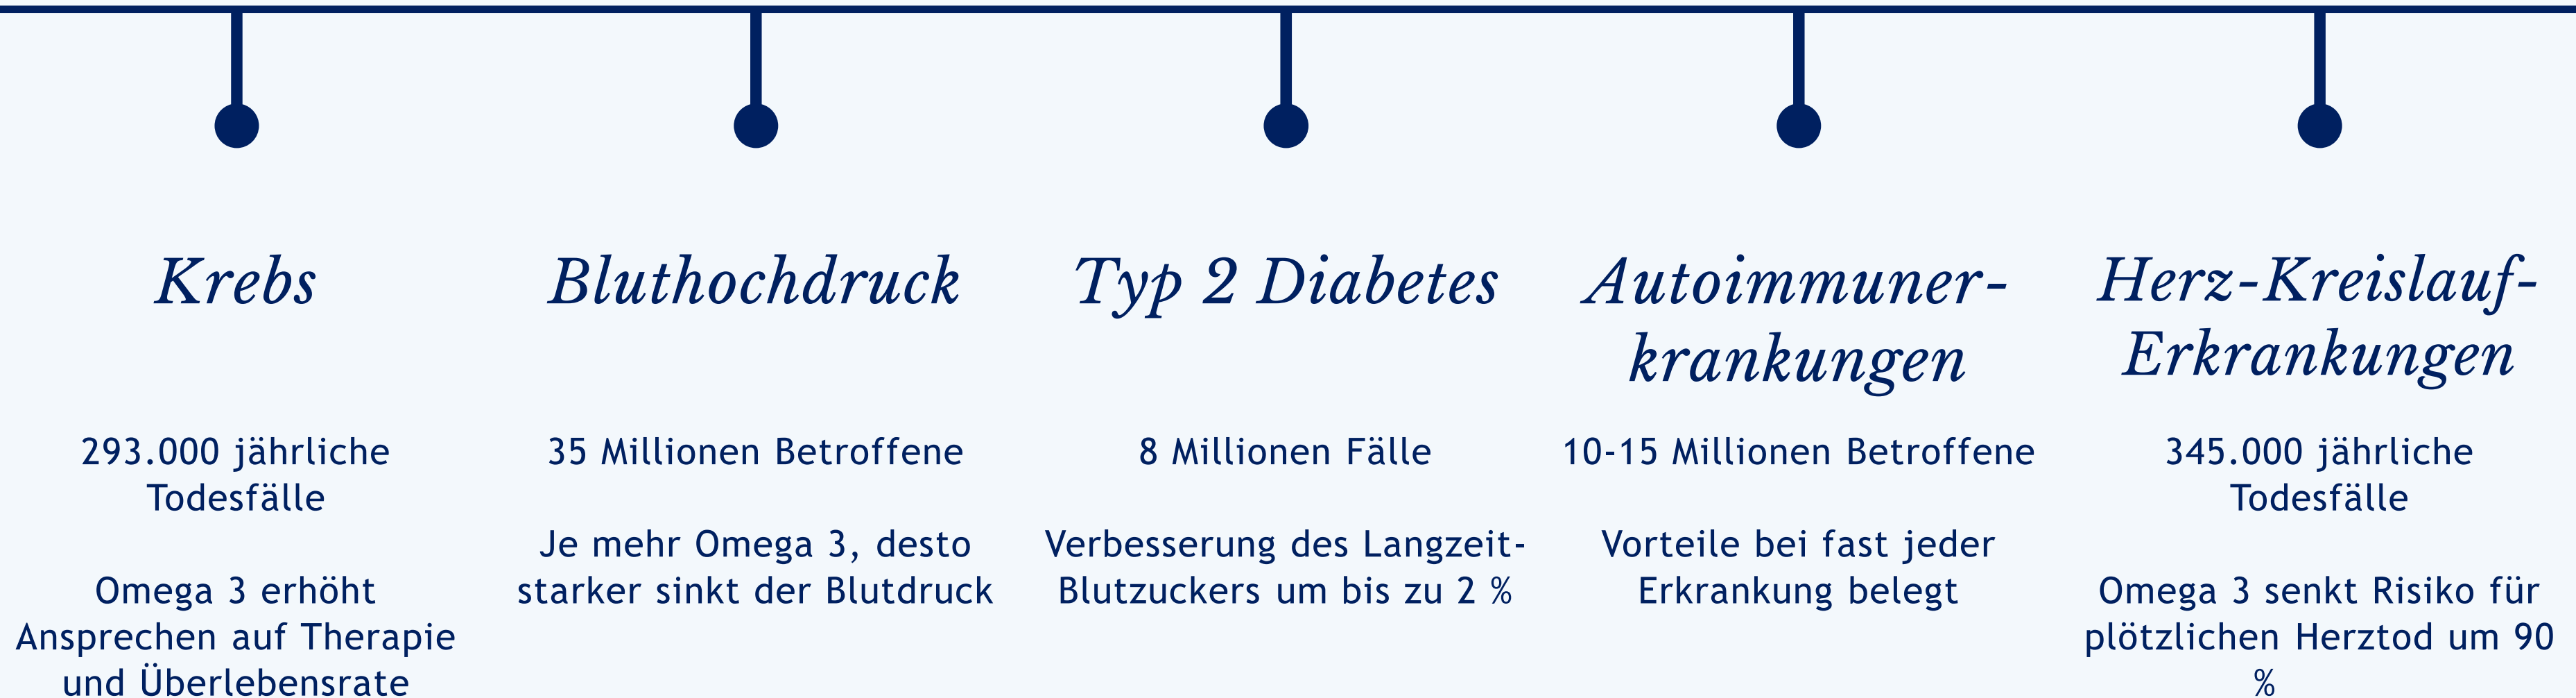 Krebs
293.000 jährliche
Todesfälle
Omega 3 erhöht
Ansprechen auf Therapie
und Überlebensrate
Bluthochdruck
35 Millionen Betroffene
Je mehr Omega 3, desto
starker sinkt der Blutdruck
Typ 2 Diabetes
8 Millionen Fälle
Verbesserung des Langzeit-
Blutzuckers um bis zu 2 %
Autoimmuner-
krankungen
10-15 Millionen Betroffene
Vorteile bei fast jeder
Erkrankung belegt
Herz-Kreislauf-
Erkrankungen
345.000 jährliche
Todesfälle
Omega 3 senkt Risiko für
plötzlichen Herztod um 90
%